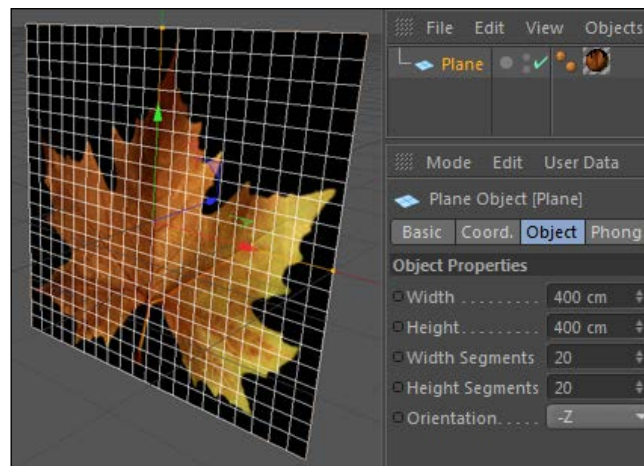 File Edit View Objects
Plane
Mode Edit User Data
Plane Object [Plane]
Basic Coord. Object Phong
Object Properties
Width . . . . . . . . . 400 cm
Height. . . . . . . . . 400 cm
Width Segments 20
Height Segments 20
Orientation. . . . . -Z